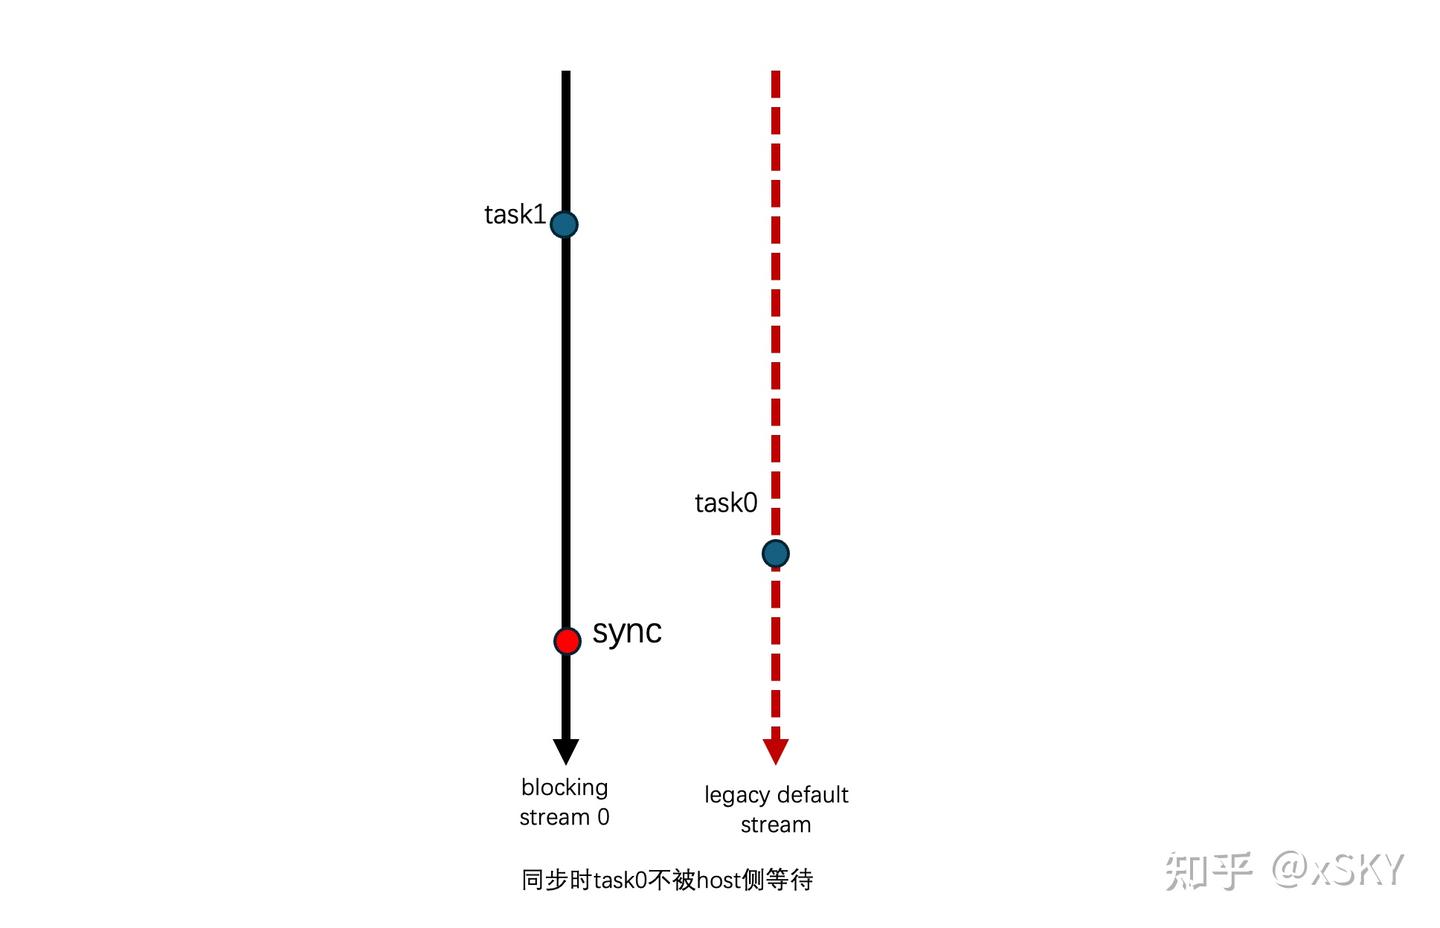 task1
task0
sync
blocking
stream 0
legacy default
stream
同步时task0不被host侧等待
知乎 @xSKY